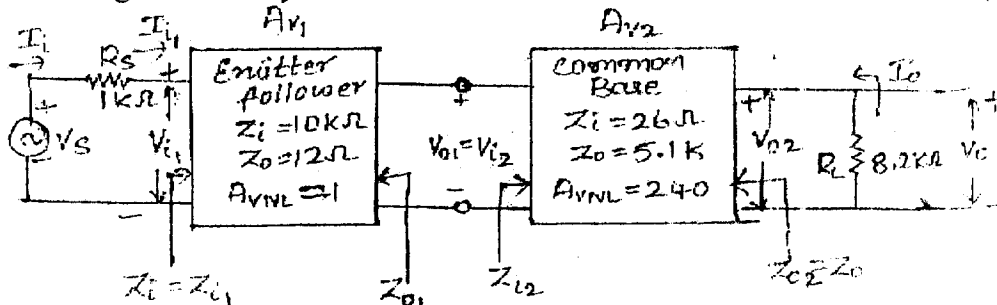 Av1 Av2
Ii Ii1
Rs
1kΩ
+ Vs
+ Vi1 -
Emitter
follower
Zi = 10kΩ
Zo = 12Ω
AVNL = 1
+
Vo1 = Vi2
-
Common
Base
Zi = 26Ω
Zo = 5.1K
AVNL = 240
+
Vo2
-
Io
RL 8.2kΩ
+
Vo
-
Zi = Zi1 Zo1 Zi2 Zo2 = Zo